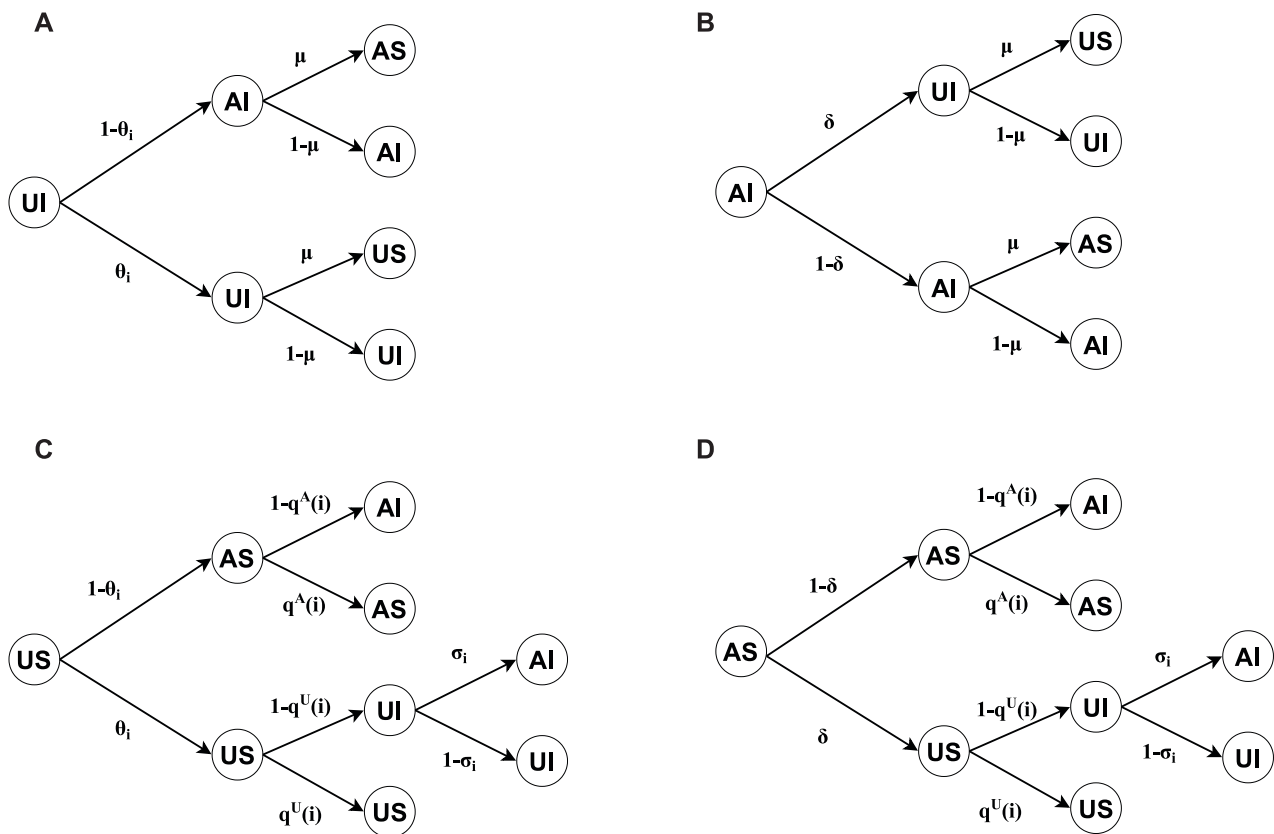 A
UI
1-θi
θi
AI
UI
μ
1-μ
μ
1-μ
AS
AI
US
UI
B
AI
δ
1-δ
UI
AI
μ
1-μ
μ
1-μ
US
UI
AS
AI
C
US
1-θi
θi
AS
US
1-qA(i)
qA(i)
1-qU(i)
qU(i)
AI
AS
UI
US
σi
1-σi
AI
UI
D
AS
1-δ
δ
AS
US
1-qA(i)
qA(i)
1-qU(i)
qU(i)
AI
AS
UI
US
σi
1-σi
AI
UI